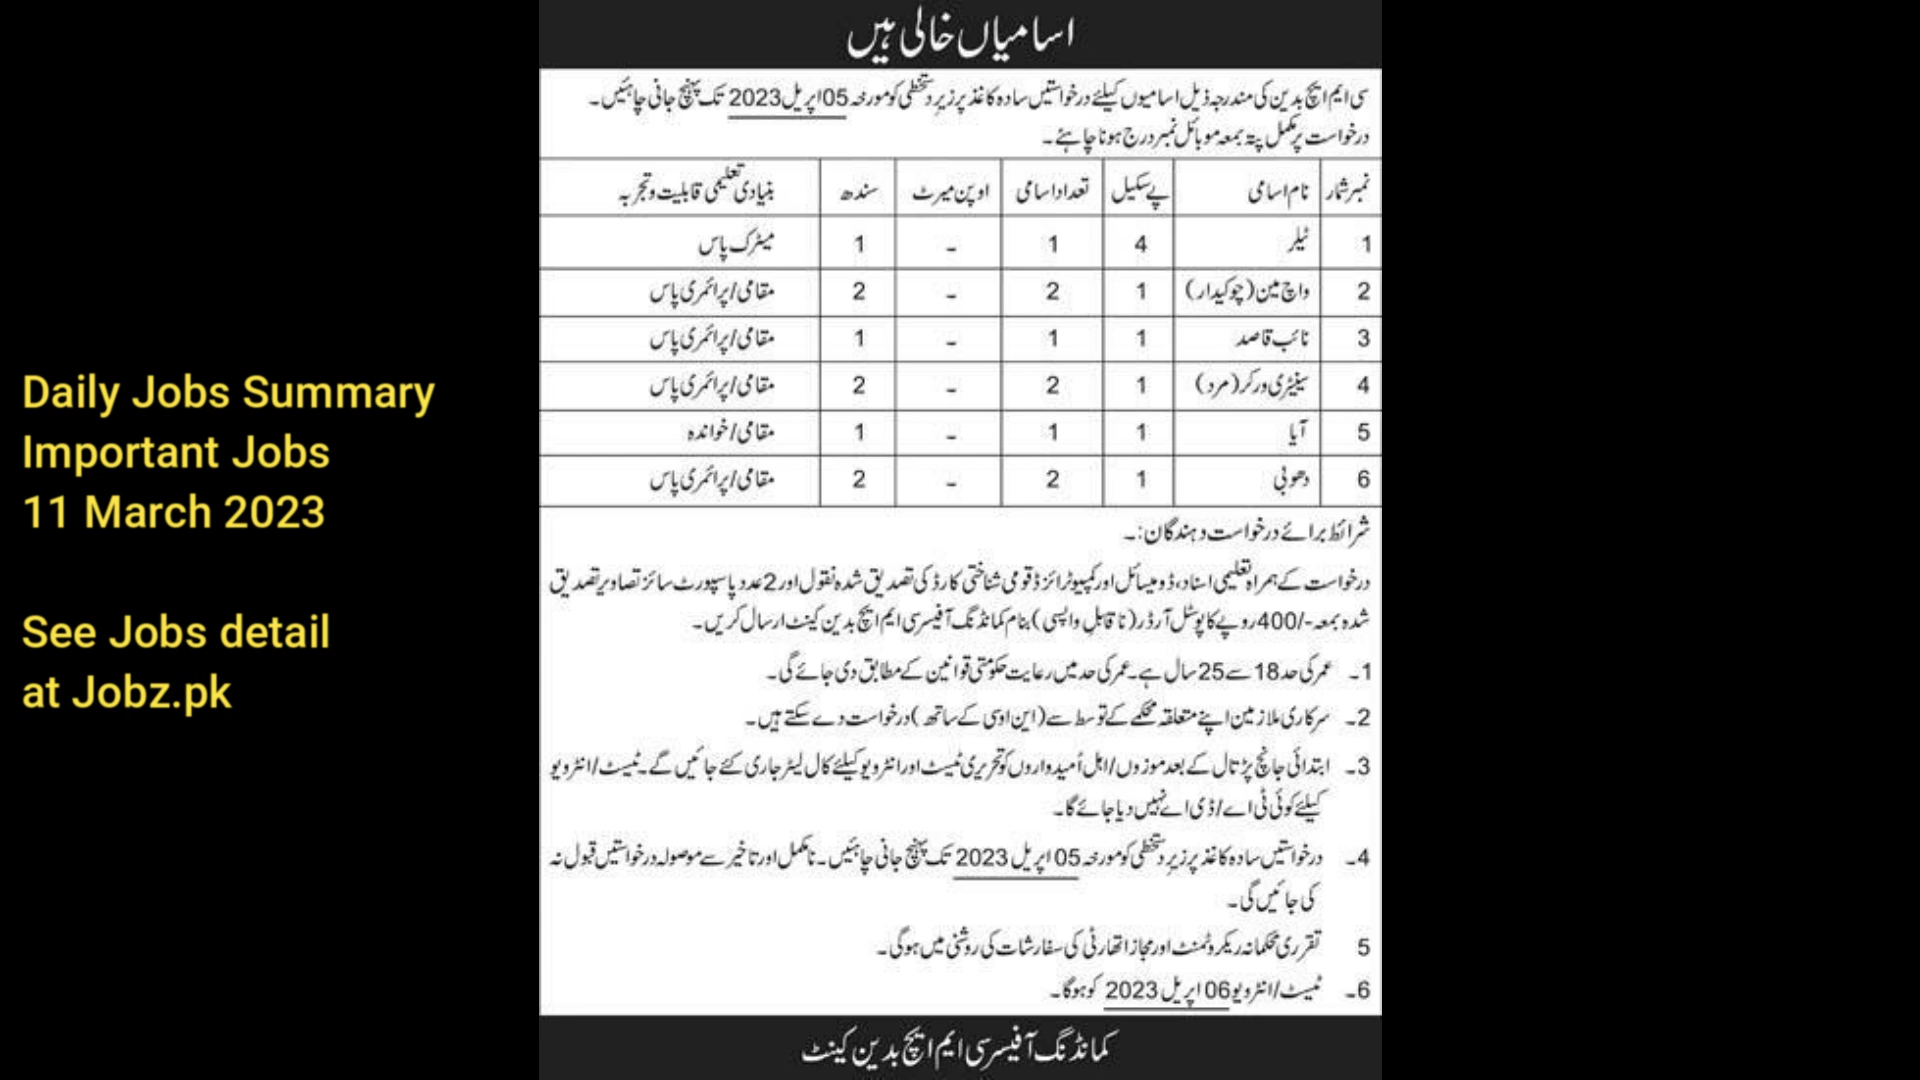 Daily Jobs Summary
Important Jobs
11 March 2023
See Jobs detail
at Jobz.pk
اسامیاں خالی ہیں
سی ایم ایچ بدین کی مندرجہ ذیل اسامیوں کیلئے درخواستیں سادہ کاغذ پر زیر دستخطی کو مورخہ 05 اپریل 2023 تک پہنچ جانی چاہئیں۔
درخواست پر مکمل پتہ بمعہ موبائل نمبر درج ہونا چاہئے۔
نمبر شمار نام اسامی پے سکیل تعداد اسامی اوپن میرٹ سندھ بنیادی تعلیمی قابلیت و تجربہ
1 ٹیلر 4 1 - 1 میٹرک پاس
2 واچ مین (چوکیدار) 1 2 - 2 مقامی/پرائمری پاس
3 نائب قاصد 1 1 - 1 مقامی/پرائمری پاس
4 سینیٹری ورکر (مرد) 1 2 - 2 مقامی/پرائمری پاس
5 آیا 1 1 - 1 مقامی/خواندہ
6 دھوبی 1 2 - 2 مقامی/پرائمری پاس
شرائط برائے درخواست دہندگان:۔
درخواست کے ہمراہ تعلیمی اسناد، ڈومیسائل اور کمپیوٹرائزڈ قومی شناختی کارڈ کی تصدیق شدہ نقول اور 2 عدد پاسپورٹ سائز تصاویر تصدیق
شدہ بمعہ -/400 روپے کا پوسٹل آرڈر (ناقابل واپسی) بنام کمانڈنگ آفیسر سی ایم ایچ بدین کینٹ ارسال کریں۔
1۔ عمر کی حد 18 سے 25 سال ہے۔ عمر کی حد میں رعایت حکومتی قوانین کے مطابق دی جائے گی۔
2۔ سرکاری ملازمین اپنے متعلقہ محکمے کے توسط سے (این او سی کے ساتھ) درخواست دے سکتے ہیں۔
3۔ ابتدائی جانچ پڑتال کے بعد موزوں/اہل اُمیدواروں کو تحریری ٹیسٹ اور انٹرویو کیلئے کال لیٹر جاری کئے جائیں گے۔ ٹیسٹ/انٹرویو
کیلئے کوئی ٹی اے/ڈی اے نہیں دیا جائے گا۔
4۔ درخواستیں سادہ کاغذ پر زیر دستخطی کو مورخہ 05 اپریل 2023 تک پہنچ جانی چاہئیں۔ نامکمل اور تاخیر سے موصولہ درخواستیں قبول نہ
کی جائیں گی۔
5 تقرری محکمانہ ریکروٹمنٹ اور مجاز اتھارٹی کی سفارشات کی روشنی میں ہوگی۔
6۔ ٹیسٹ/انٹرویو 06 اپریل 2023 کو ہوگا۔
کمانڈنگ آفیسر سی ایم ایچ بدین کینٹ